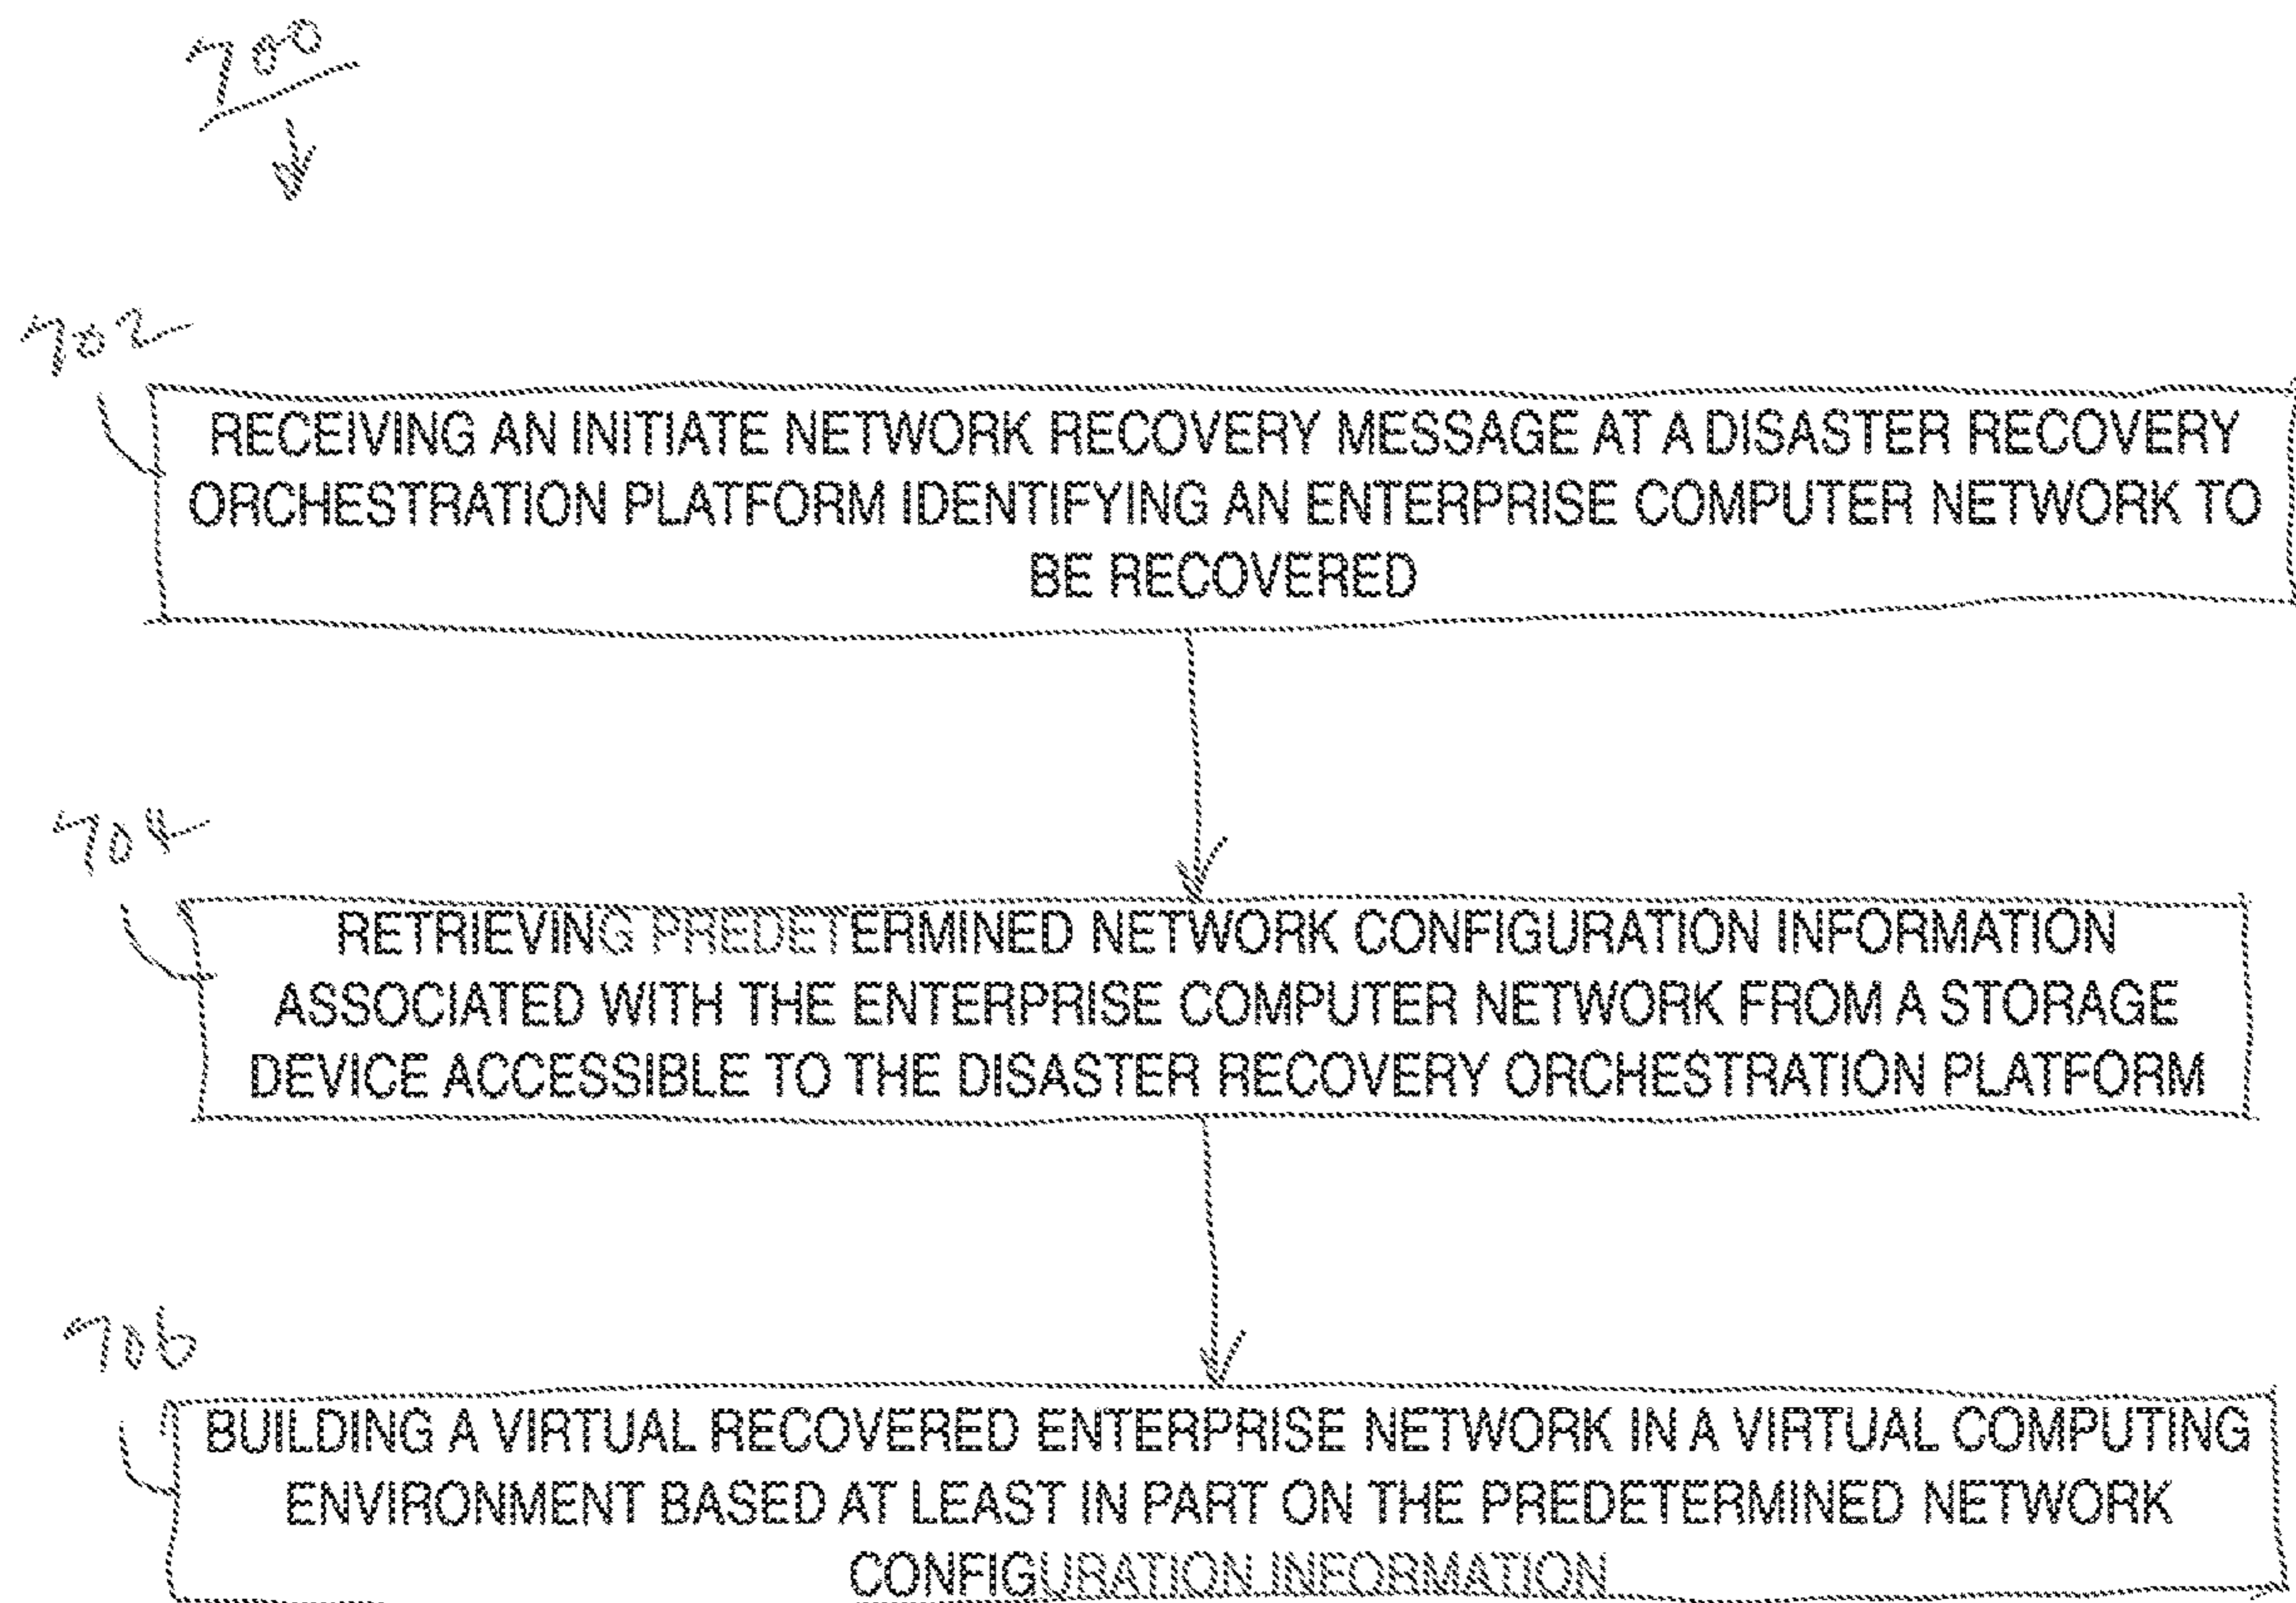 700
702
RECEIVING AN INITIATE NETWORK RECOVERY MESSAGE AT A DISASTER RECOVERY
ORCHESTRATION PLATFORM IDENTIFYING AN ENTERPRISE COMPUTER NETWORK TO
BE RECOVERED
704
RETRIEVING PREDETERMINED NETWORK CONFIGURATION INFORMATION
ASSOCIATED WITH THE ENTERPRISE COMPUTER NETWORK FROM A STORAGE
DEVICE ACCESSIBLE TO THE DISASTER RECOVERY ORCHESTRATION PLATFORM
706
BUILDING A VIRTUAL RECOVERED ENTERPRISE NETWORK IN A VIRTUAL COMPUTING
ENVIRONMENT BASED AT LEAST IN PART ON THE PREDETERMINED NETWORK
CONFIGURATION INFORMATION